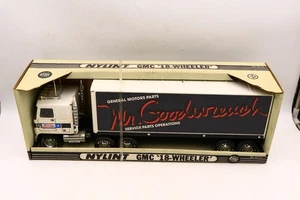 NYLINT GMC '18-WHEELER'
GENERAL MOTORS PARTS
Mr. Goodwrench
SERVICE PARTS OPERATIONS
NYLINT GMC '18-WHEELER'